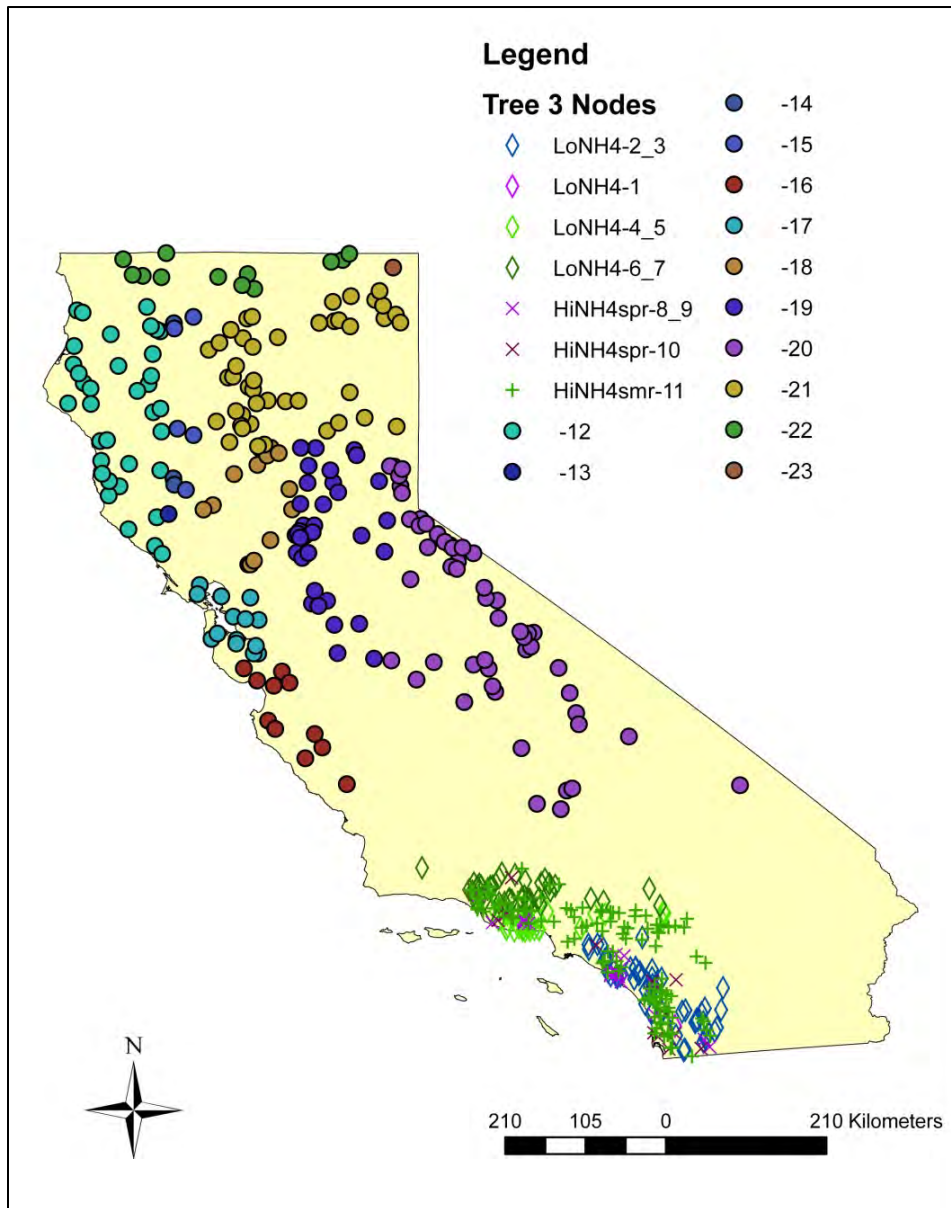 Legend
Tree 3 Nodes
LoNH4-2_3
LoNH4-1
LoNH4-4_5
LoNH4-6_7
HiNH4spr-8_9
HiNH4spr-10
HiNH4smr-11
-12
-13
-14
-15
-16
-17
-18
-19
-20
-21
-22
-23
N
210 105 0 210 Kilometers